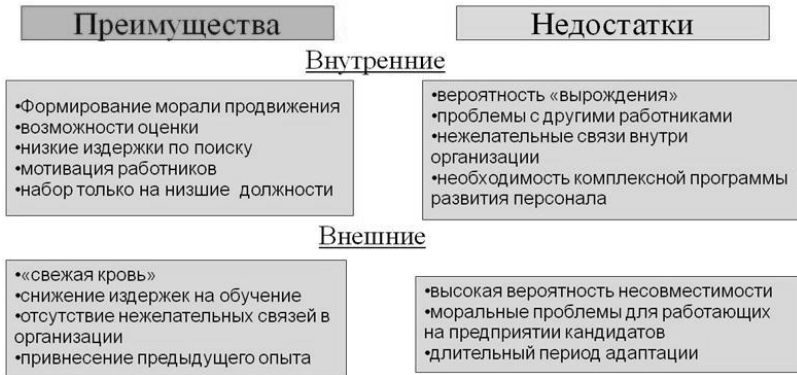 Преимущества
Недостатки
Внутренние
•Формирование морали продвижения
•возможности оценки
•низкие издержки по поиску
•мотивация работников
•набор только на низшие должности
•вероятность «вырождения»
•проблемы с другими работниками
•нежелательные связи внутри
организации
•необходимость комплексной программы
развития персонала
Внешние
•«свежая кровь»
•снижение издержек на обучение
•отсутствие нежелательных связей в
организации
•привнесение предыдущего опыта
•высокая вероятность несовместимости
•моральные проблемы для работающих
на предприятии кандидатов
•длительный период адаптации